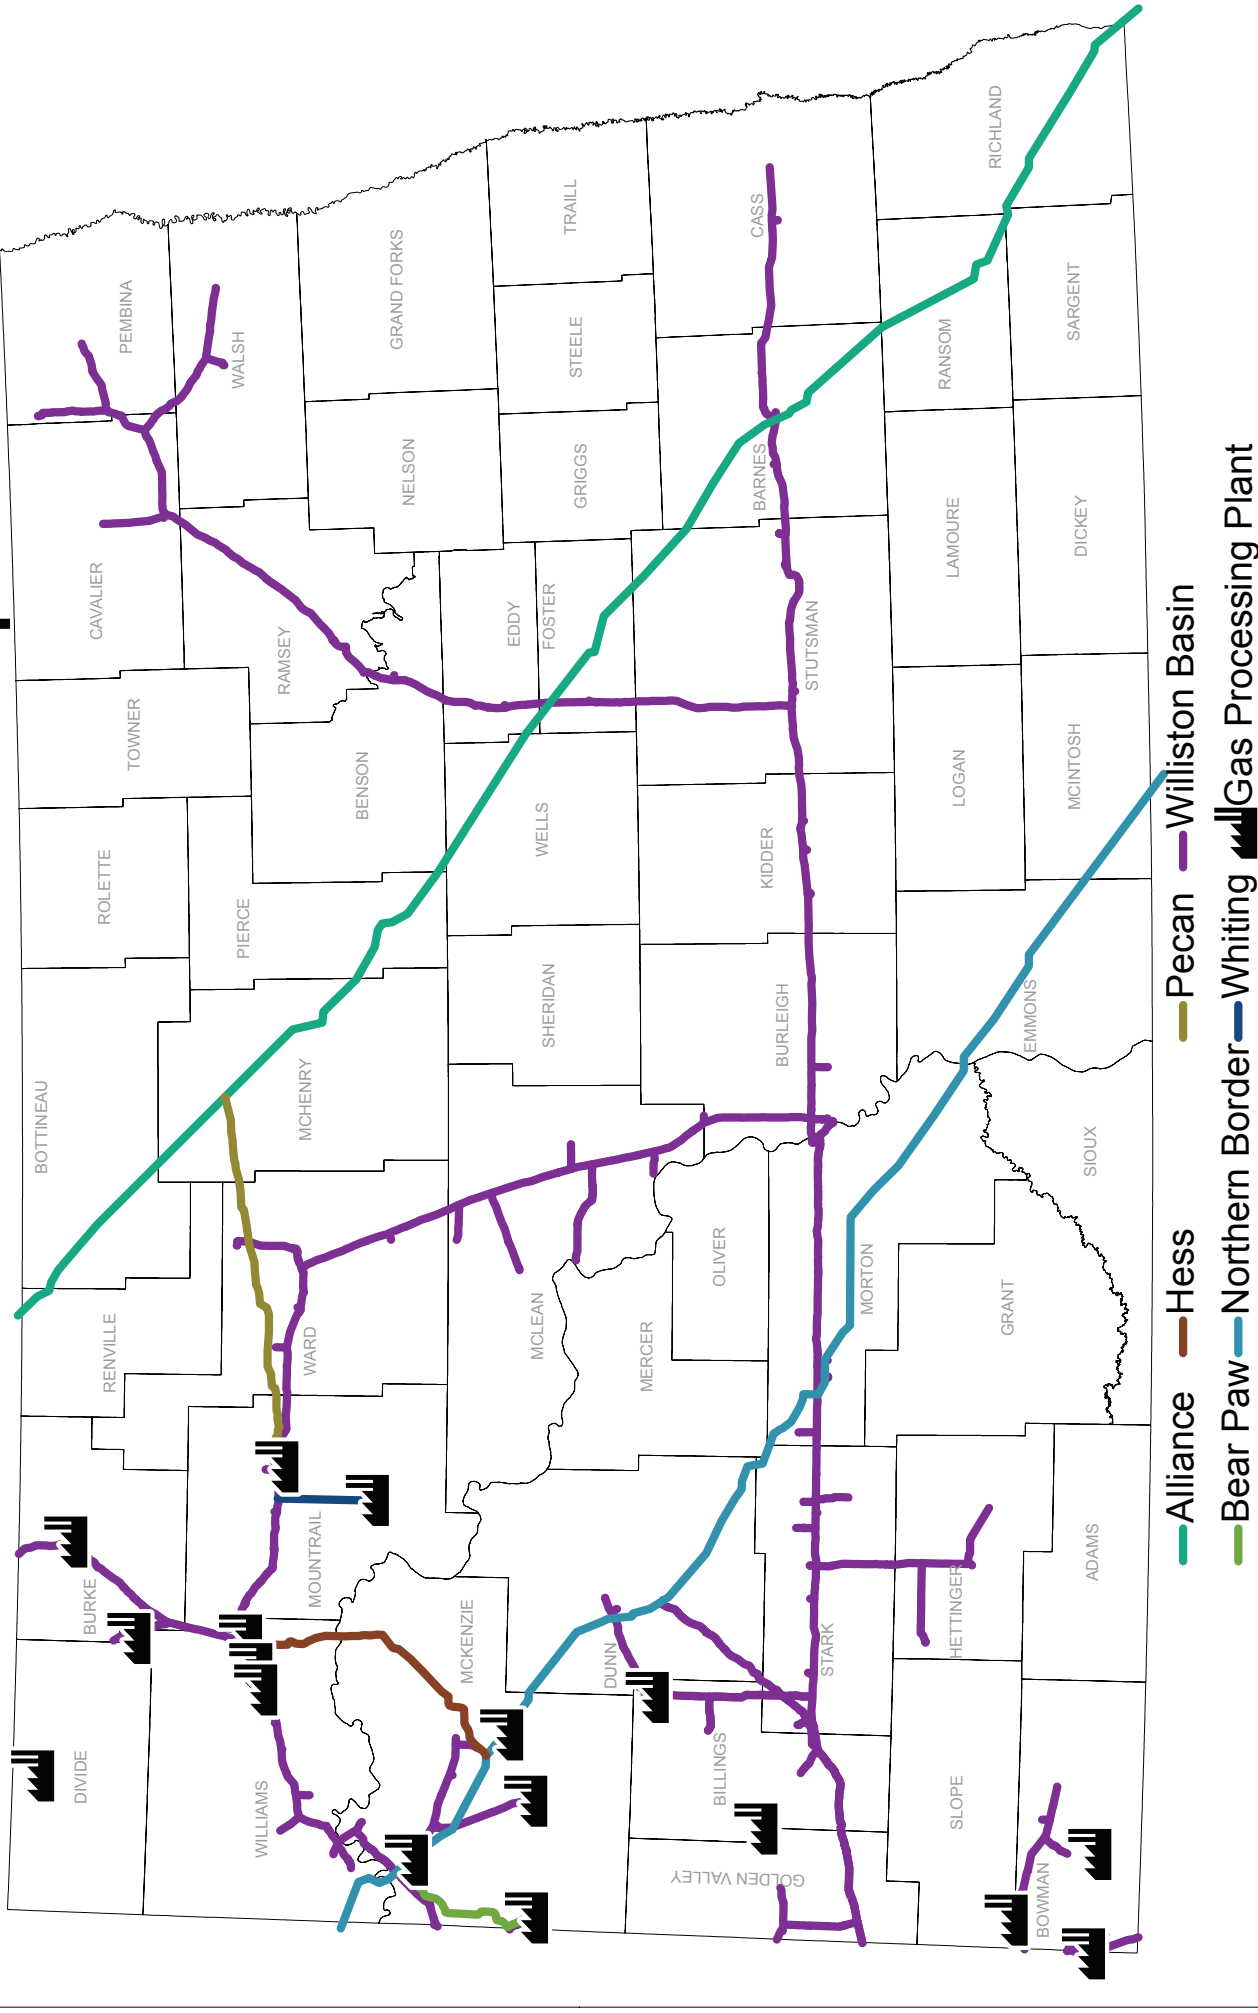 DIVIDE
BURKE
RENVILLE
BOTTINEAU
ROLETTE
TOWNER
CAVALIER
PEMBINA
WILLIAMS
MOUNTRAIL
WARD
MCHENRY
PIERCE
BENSON
RAMSEY
WALSH
NELSON
GRAND FORKS
MCKENZIE
MCLEAN
SHERIDAN
WELLS
EDDY
FOSTER
GRIGGS
STEELE
TRAILL
DUNN
MERCER
OLIVER
GOLDEN VALLEY
BILLINGS
STARK
MORTON
BURLEIGH
KIDDER
STUTSMAN
BARNES
CASS
SLOPE
HETTINGER
GRANT
EMMONS
LOGAN
LAMOURE
RANSOM
RICHLAND
BOWMAN
ADAMS
SIOUX
MCINTOSH
DICKEY
SARGENT
Alliance Hess Pecan Williston Basin
Bear Paw Northern Border Whiting Gas Processing Plant